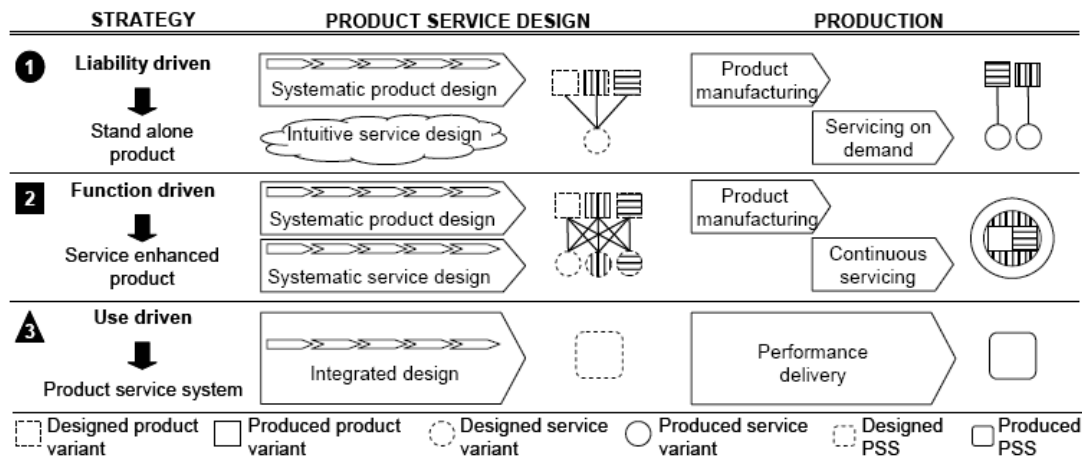 STRATEGY
PRODUCT SERVICE DESIGN
PRODUCTION
1
Liability driven
Stand alone
product
Systematic product design
Intuitive service design
Product
manufacturing
Servicing on
demand
2
Function driven
Service enhanced
product
Systematic product design
Systematic service design
Product
manufacturing
Continuous
servicing
3
Use driven
Product service system
Integrated design
Performance
delivery
Designed product
variant
Produced product
variant
Designed service
variant
Produced service
variant
Designed
PSS
Produced
PSS